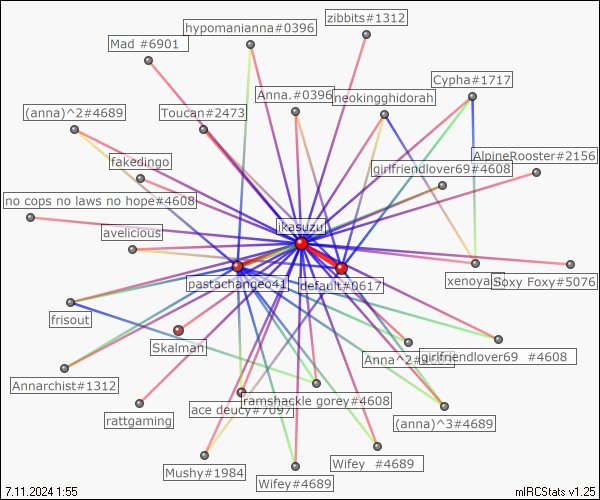 zibbits#1312
hypomanianna#0396
Mad #6901
Cypha#1717
Anna.#0396
neokingghidorah
(anna)^2#4689
Toucan#2473
AlpineRooster#2156
fakedingo
girlfriendlover69#4608
no cops no laws no hope#4608
ikasuzu
avelicious
pastachangeo41
default#0617
xenoya
Soxy Foxy#5076
frisout
Skalman
Anna^2
girlfriendlover69 #4608
Annarchist#1312
ramshackle gorey#4608
ace deucy#7097
rattgaming
(anna)^3#4689
Mushy#1984
Wifey #4689
Wifey#4689
7.11.2024 1:55
mIRCStats v1.25